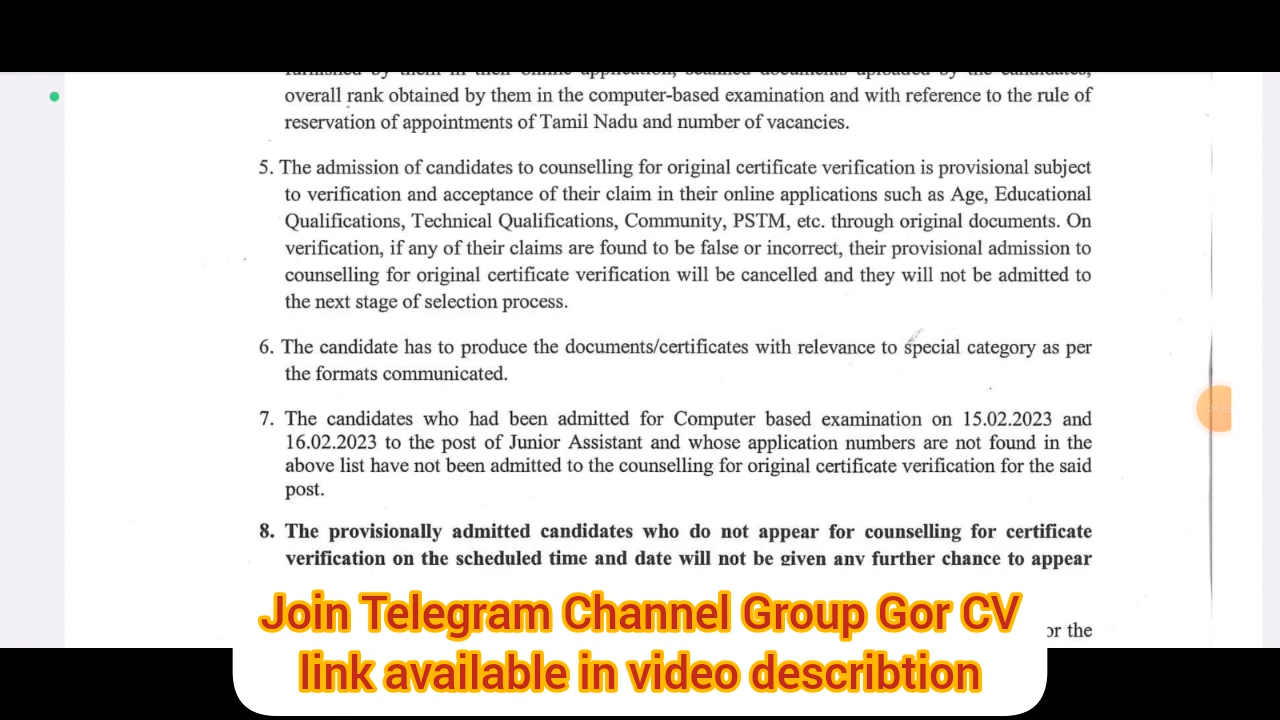 overall rank obtained by them in the computer-based examination and with reference to the rule of
reservation of appointments of Tamil Nadu and number of vacancies.
5. The admission of candidates to counselling for original certificate verification is provisional subject
to verification and acceptance of their claim in their online applications such as Age, Educational
Qualifications, Technical Qualifications, Community, PSTM, etc. through original documents. On
verification, if any of their claims are found to be false or incorrect, their provisional admission to
counselling for original certificate verification will be cancelled and they will not be admitted to
the next stage of selection process.
6. The candidate has to produce the documents/certificates with relevance to special category as per
the formats communicated.
7. The candidates who had been admitted for Computer based examination on 15.02.2023 and
16.02.2023 to the post of Junior Assistant and whose application numbers are not found in the
above list have not been admitted to the counselling for original certificate verification for the said
post.
8. The provisionally admitted candidates who do not appear for counselling for certificate
verification on the scheduled time and date will not be given any further chance to appear
or the
Join Telegram Channel Group Gor CV
link available in video describtion